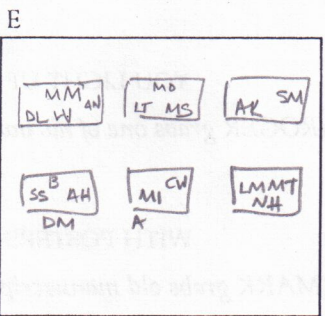 E
MM AN
DL W
MD
LT MS
AK SM
SS B AH
DM
MI CW
A
LMMT
NH